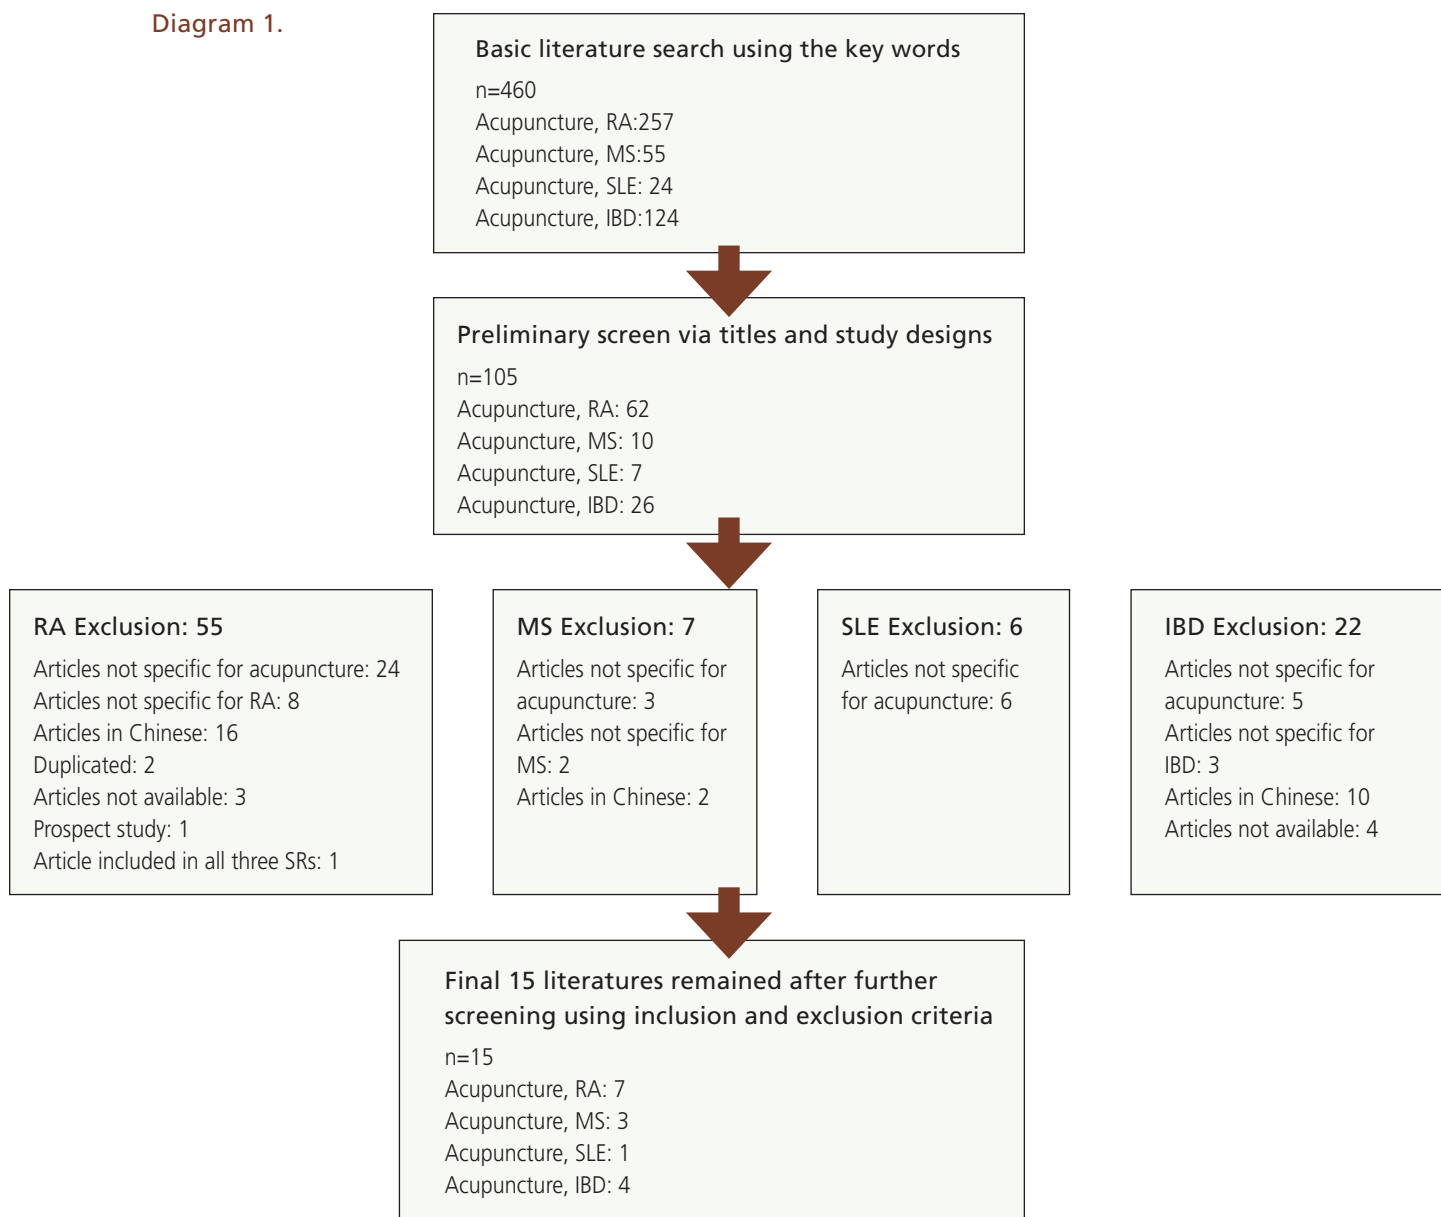 Diagram 1.
Basic literature search using the key words
n=460
Acupuncture, RA:257
Acupuncture, MS:55
Acupuncture, SLE: 24
Acupuncture, IBD:124
Preliminary screen via titles and study designs
n=105
Acupuncture, RA: 62
Acupuncture, MS: 10
Acupuncture, SLE: 7
Acupuncture, IBD: 26
RA Exclusion: 55
Articles not specific for acupuncture: 24
Articles not specific for RA: 8
Articles in Chinese: 16
Duplicated: 2
Articles not available: 3
Prospect study: 1
Article included in all three SRs: 1
MS Exclusion: 7
Articles not specific for
acupuncture: 3
Articles not specific for
MS: 2
Articles in Chinese: 2
SLE Exclusion: 6
Articles not specific
for acupuncture: 6
IBD Exclusion: 22
Articles not specific for
acupuncture: 5
Articles not specific for
IBD: 3
Articles in Chinese: 10
Articles not available: 4
Final 15 literatures remained after further
screening using inclusion and exclusion criteria
n=15
Acupuncture, RA: 7
Acupuncture, MS: 3
Acupuncture, SLE: 1
Acupuncture, IBD: 4